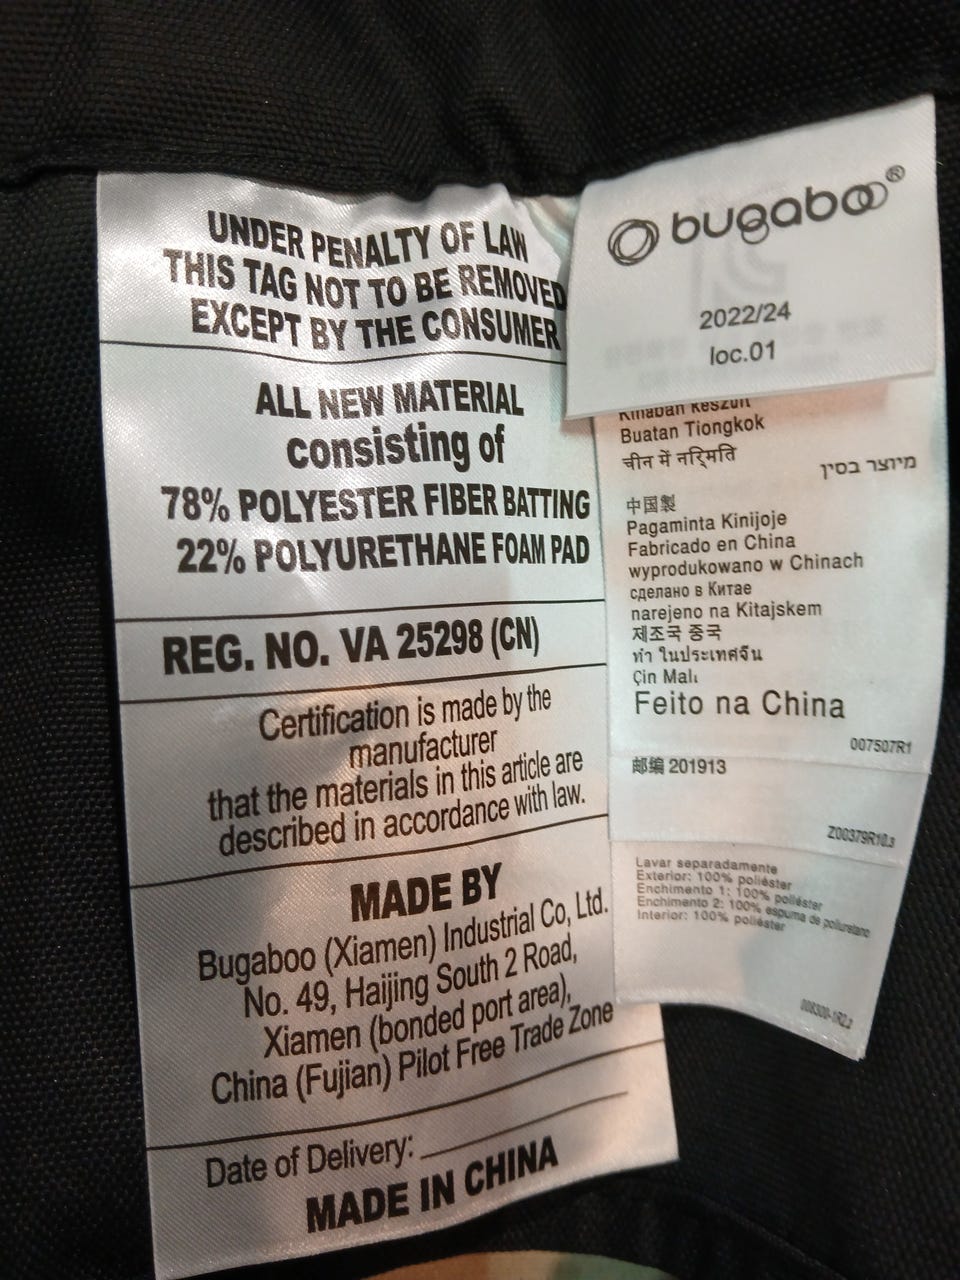 UNDER PENALTY OF LAW
THIS TAG NOT TO BE REMOVED
EXCEPT BY THE CONSUMER
ALL NEW MATERIAL
consisting of
78% POLYESTER FIBER BATTING
22% POLYURETHANE FOAM PAD
REG. NO. VA 25298 (CN)
Certification is made by the
manufacturer
that the materials in this article are
described in accordance with law.
MADE BY
Bugaboo (Xiamen) Industrial Co, Ltd.
No. 49, Haijing South 2 Road,
Xiamen (bonded port area),
China (Fujian) Pilot Free Trade Zone
Date of Delivery:
MADE IN CHINA
bugaboo®
2022/24
loc.01
Kínában készült
Buatan Tiongkok
चीन में नर्िमति
מיוצר בסין
中国製
Pagaminta Kinijoje
Fabricado en China
wyprodukowano w Chinach
сделано в Китае
narejeno na Kitajskem
제조국 중국
ทำ ในประเทศจีน
Çin Malı
Feito na China
007507R1
邮编 201913
Z00379R10.3
Lavar separadamente
Exterior: 100% poliéster
Enchimento 1: 100% poliéster
Enchimento 2: 100% espuma de poliuretano
Interior: 100% poliéster